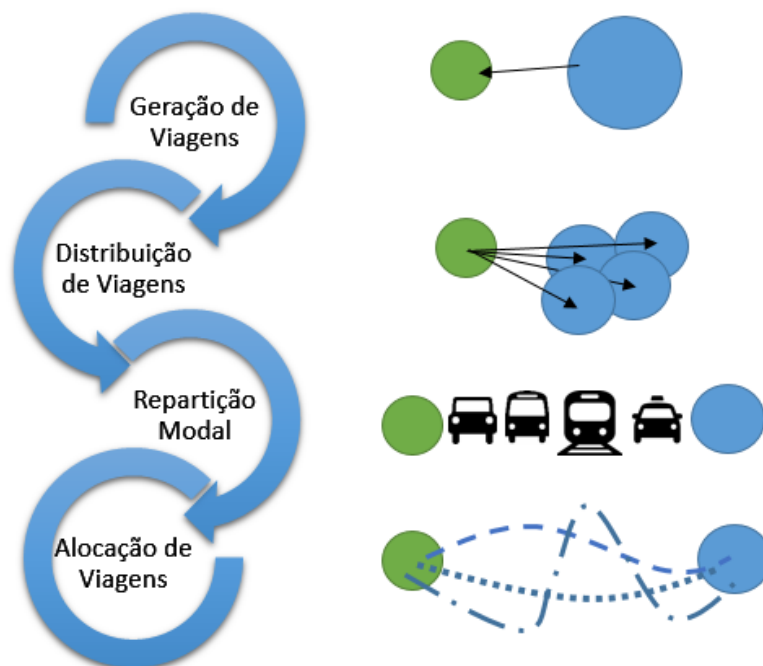 Geração de
Viagens
Distribuição
de Viagens
Repartição
Modal
Alocação de
Viagens